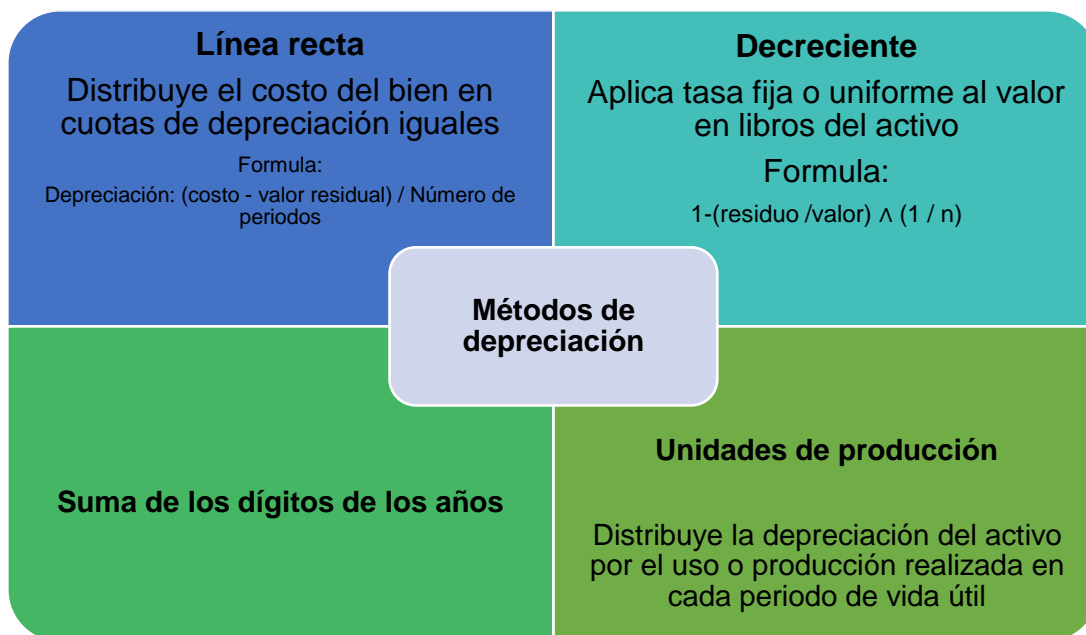 Línea recta
Distribuye el costo del bien en
cuotas de depreciación iguales
Formula:
Depreciación: (costo - valor residual) / Número de
periodos
Decreciente
Aplica tasa fija o uniforme al valor
en libros del activo
Formula:
1-(residuo /valor) ∧ (1 / n)
Métodos de
depreciación
Suma de los dígitos de los años
Unidades de producción
Distribuye la depreciación del activo
por el uso o producción realizada en
cada periodo de vida útil